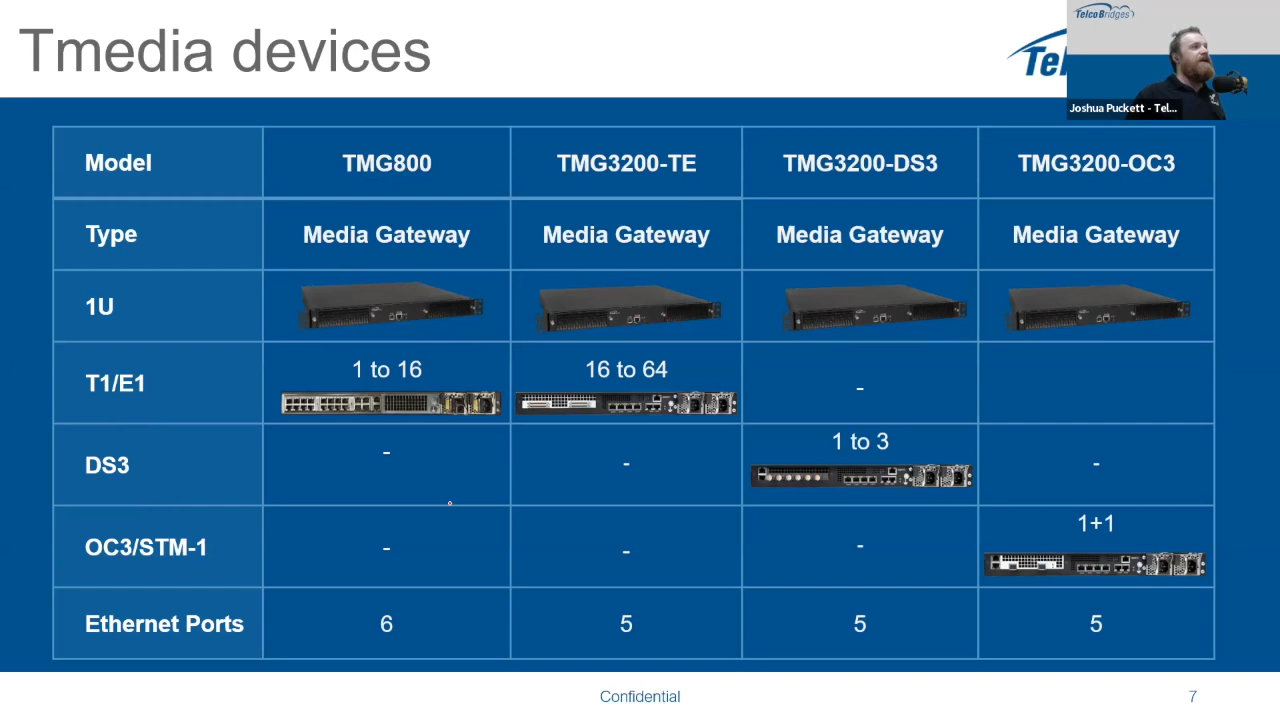 Tmedia devices
Tel
TelcoBridges
Joshua Puckett - Tel...
Model TMG800 TMG3200-TE TMG3200-DS3 TMG3200-OC3
Type Media Gateway Media Gateway Media Gateway Media Gateway
1U
T1/E1 1 to 16 16 to 64 -
DS3 - - 1 to 3 -
OC3/STM-1 - - - 1+1
Ethernet Ports 6 5 5 5
Confidential
7